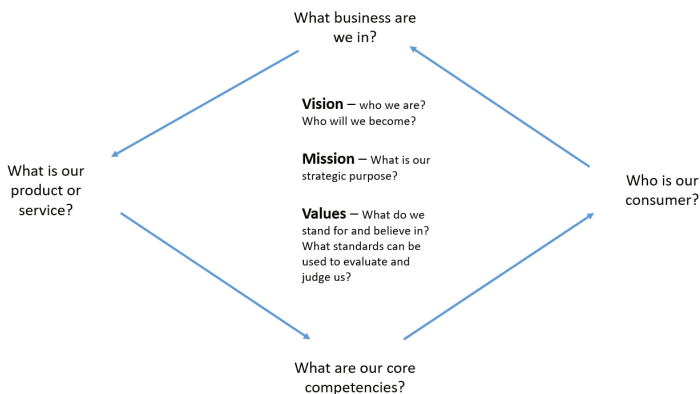 What business are
we in?
Vision – who we are?
Who will we become?
Mission – What is our
strategic purpose?
What is our
product or
service?
Who is our
consumer?
Values – What do we
stand for and believe in?
What standards can be
used to evaluate and
judge us?
What are our core
competencies?